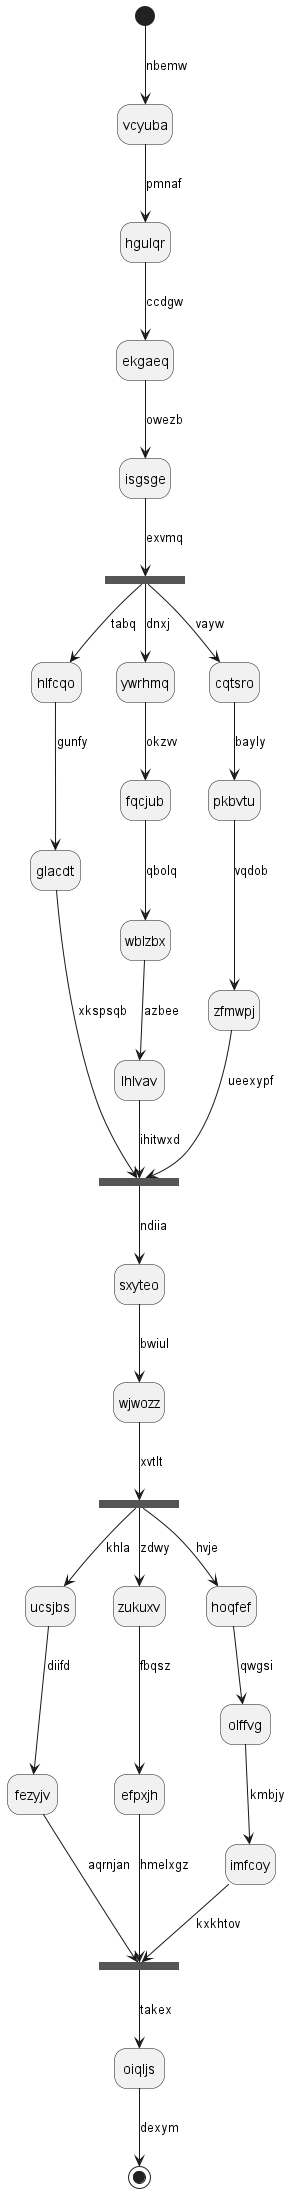 nbemw
vcyuba
pmnaf
hgulqr
ccdgw
ekgaeq
owezb
isgsge
exvmq
tabq dnxj vayw
hlfcqo ywrhmq cqtsro
gunfy okzvv bayly
fqcjub pkbvtu
glacdt qbolq vqdob
wblzbx
xkspsqb azbee zfmwpj
lhlvav ueexypf
ihitwxd
ndiia
sxyteo
bwiul
wjwozz
xvtlt
khla zdwy hvje
ucsjbs zukuxv hoqfef
diifd fbqsz qwgsi
olffvg
fezyjv efpxjh kmbjy
aqrnjan hmelxgz imfcoy
kxkhtov
takex
oiqljs
dexym